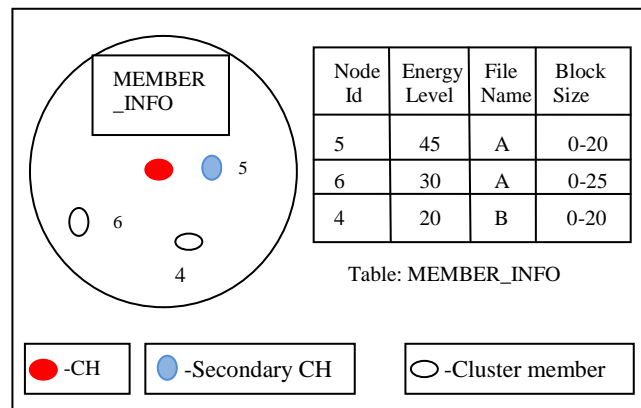 MEMBER
_INFO
5
6
4
Node Id Energy Level File Name Block Size
5 45 A 0-20
6 30 A 0-25
4 20 B 0-20
Table: MEMBER_INFO
-CH
-Secondary CH
-Cluster member